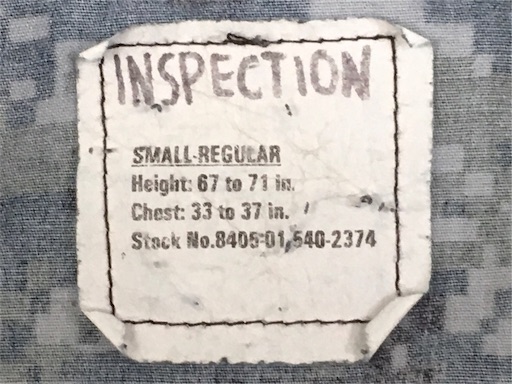 INSPECTION
SMALL-REGULAR
Height: 67 to 71 in.
Chest: 33 to 37 in.
Stock No.8405-01-540-2374